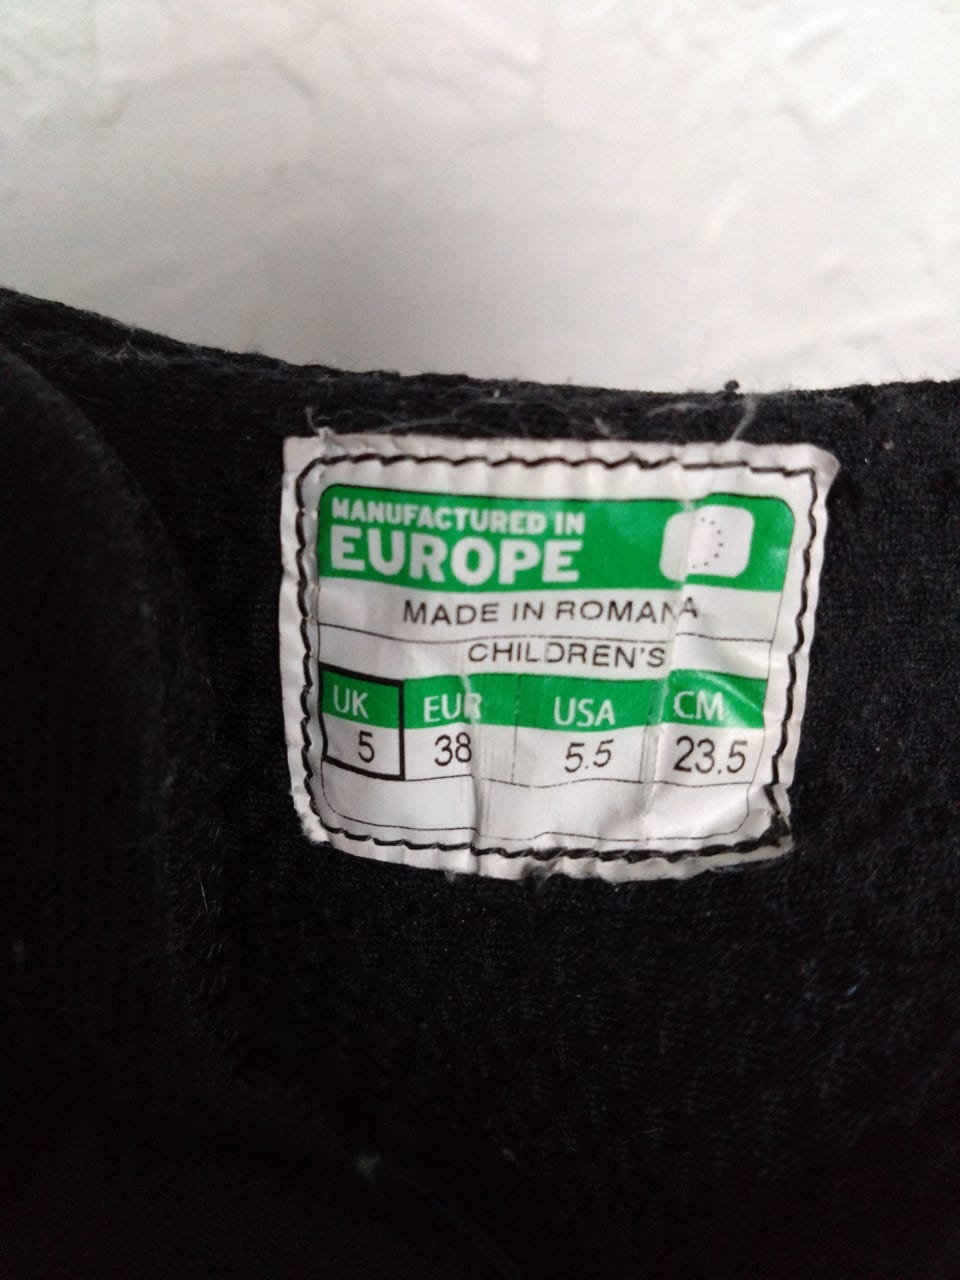 MANUFACTURED IN
EUROPE
MADE IN ROMANA
CHILDREN'S
UK EUR USA CM
5 38 5.5 23.5